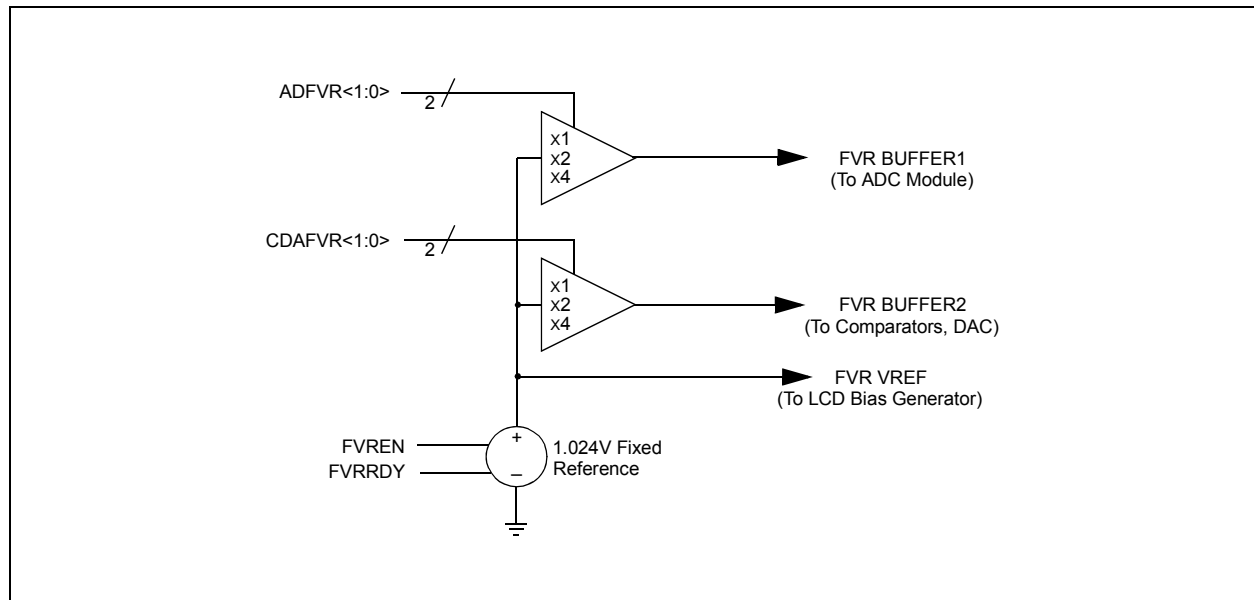 ADFVR<1:0>
2
x1
x2
x4
FVR BUFFER1
(To ADC Module)
CDAFVR<1:0>
2
x1
x2
x4
FVR BUFFER2
(To Comparators, DAC)
FVR VREF
(To LCD Bias Generator)
FVREN
FVRRDY
+
_
1.024V Fixed
Reference